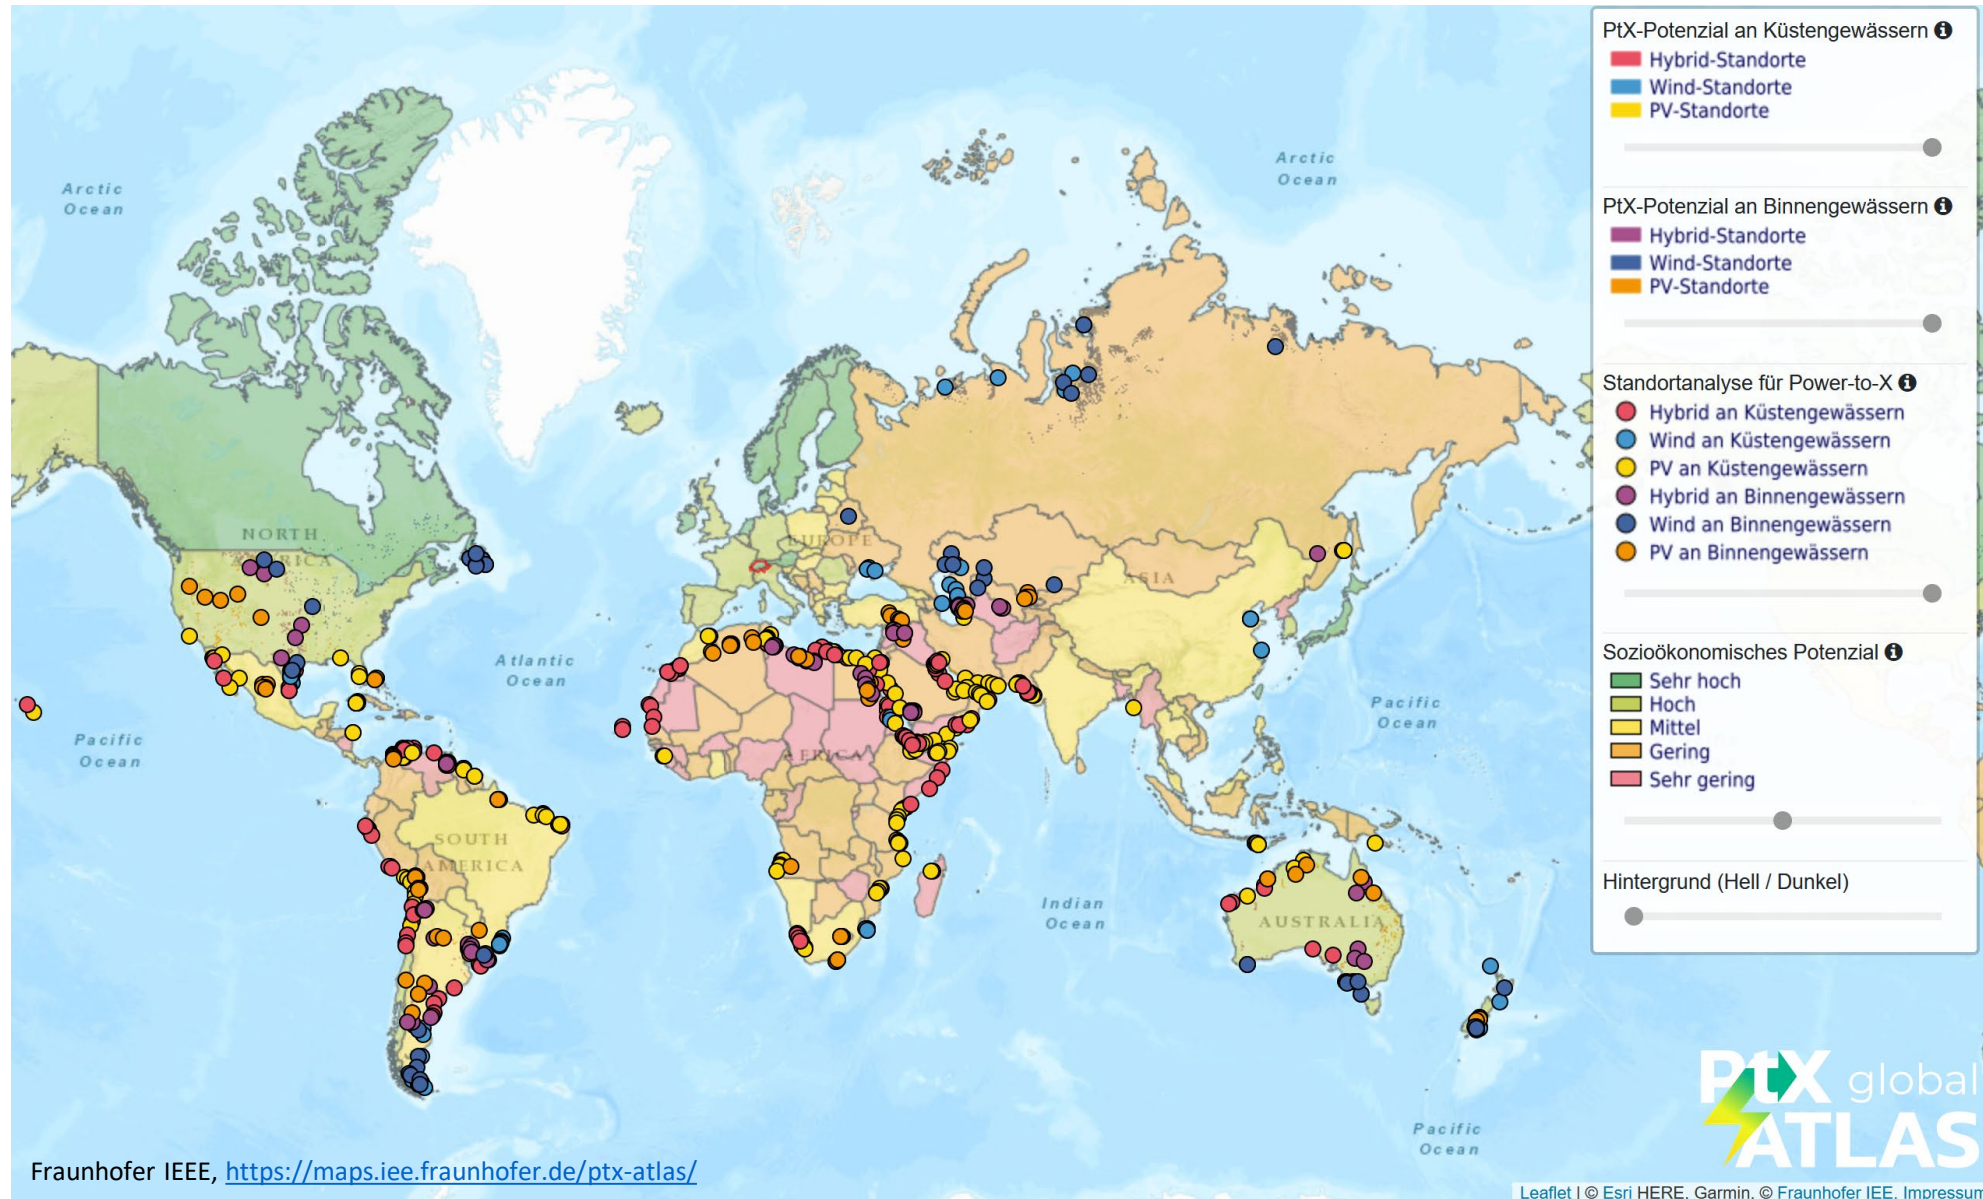 PtX-Potenzial an Küstengewässern
Hybrid-Standorte
Wind-Standorte
PV-Standorte
PtX-Potenzial an Binnengewässern
Hybrid-Standorte
Wind-Standorte
PV-Standorte
Standortanalyse für Power-to-X
Hybrid an Küstengewässern
Wind an Küstengewässern
PV an Küstengewässern
Hybrid an Binnengewässern
Wind an Binnengewässern
PV an Binnengewässern
Sozioökonomisches Potenzial
Sehr hoch
Hoch
Mittel
Gering
Sehr gering
Hintergrund (Hell / Dunkel)
Arctic
Ocean
Arctic
Ocean
NORTH
AMERICA
EUROPE
ASIA
Atlantic
Ocean
Pacific
Ocean
Pacific
Ocean
AFRICA
SOUTH
AMERICA
Indian
Ocean
AUSTRALIA
Pacific
Ocean
PtX global
ATLAS
Fraunhofer IEEE, https://maps.iee.fraunhofer.de/ptx-atlas/
Leaflet | © Esri HERE, Garmin, © Fraunhofer IEE, Impressum